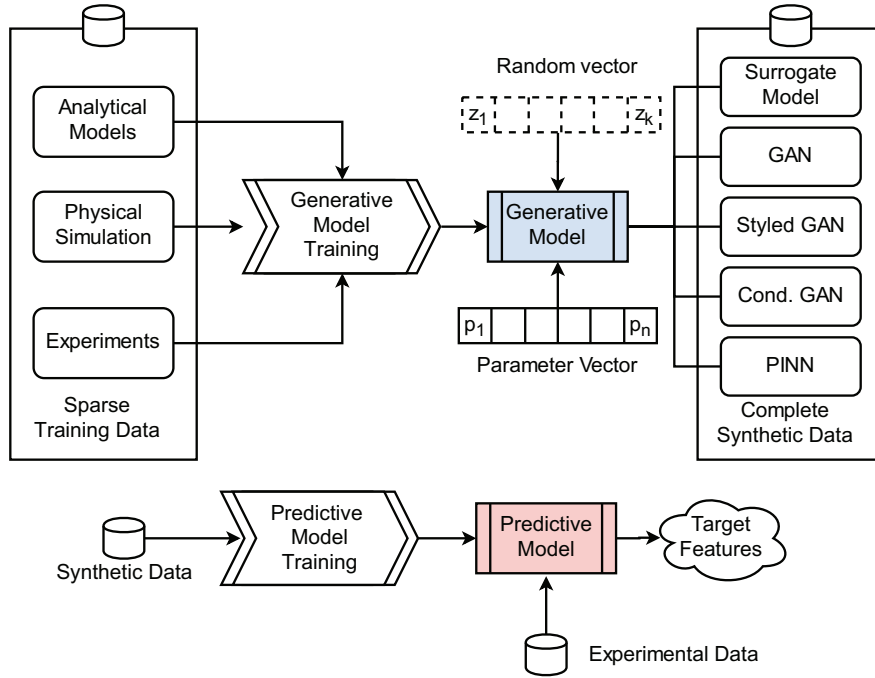 Analytical
Models
Physical
Simulation
Experiments
Sparse
Training Data
Generative
Model
Training
Random vector
z1 zk
Generative
Model
p1 pn
Parameter Vector
Surrogate
Model
GAN
Styled GAN
Cond. GAN
PINN
Complete
Synthetic Data
Synthetic Data
Predictive
Model
Training
Predictive
Model
Target
Features
Experimental Data